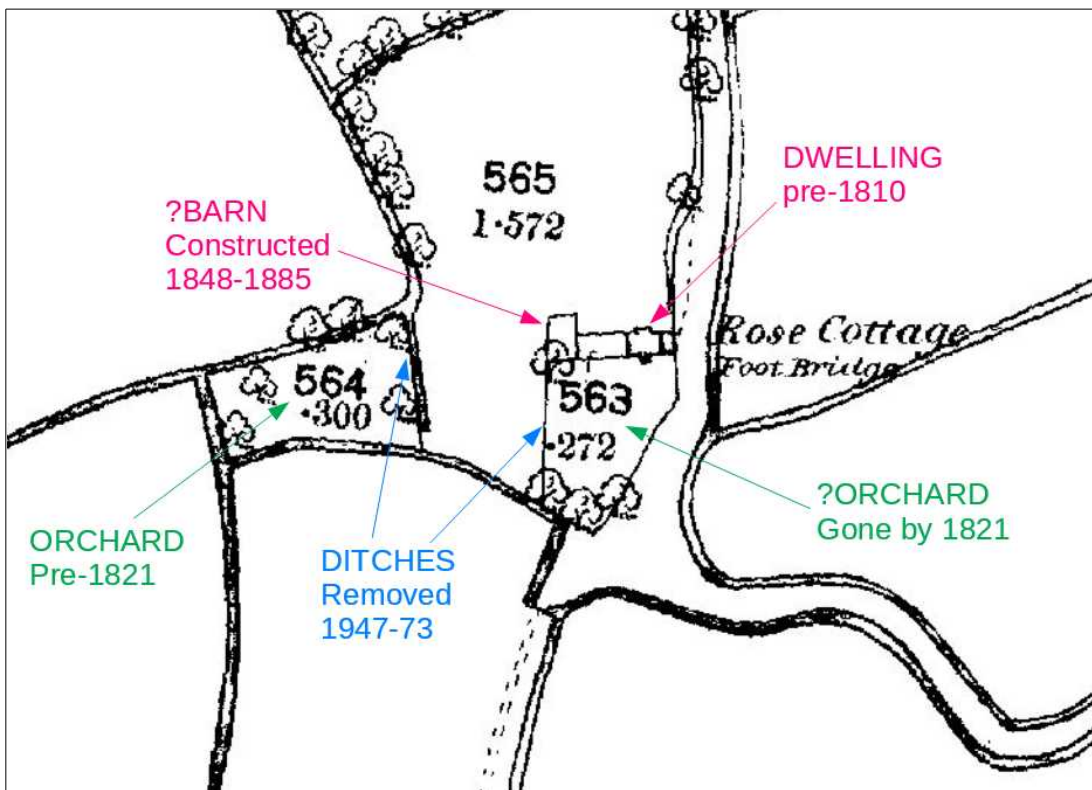 DWELLING
pre-1810
565
1·572
?BARN
Constructed
1848-1885
Rose Cottage
Foot Bridge
564
·300
563
·272
?ORCHARD
Gone by 1821
ORCHARD
Pre-1821
DITCHES
Removed
1947-73